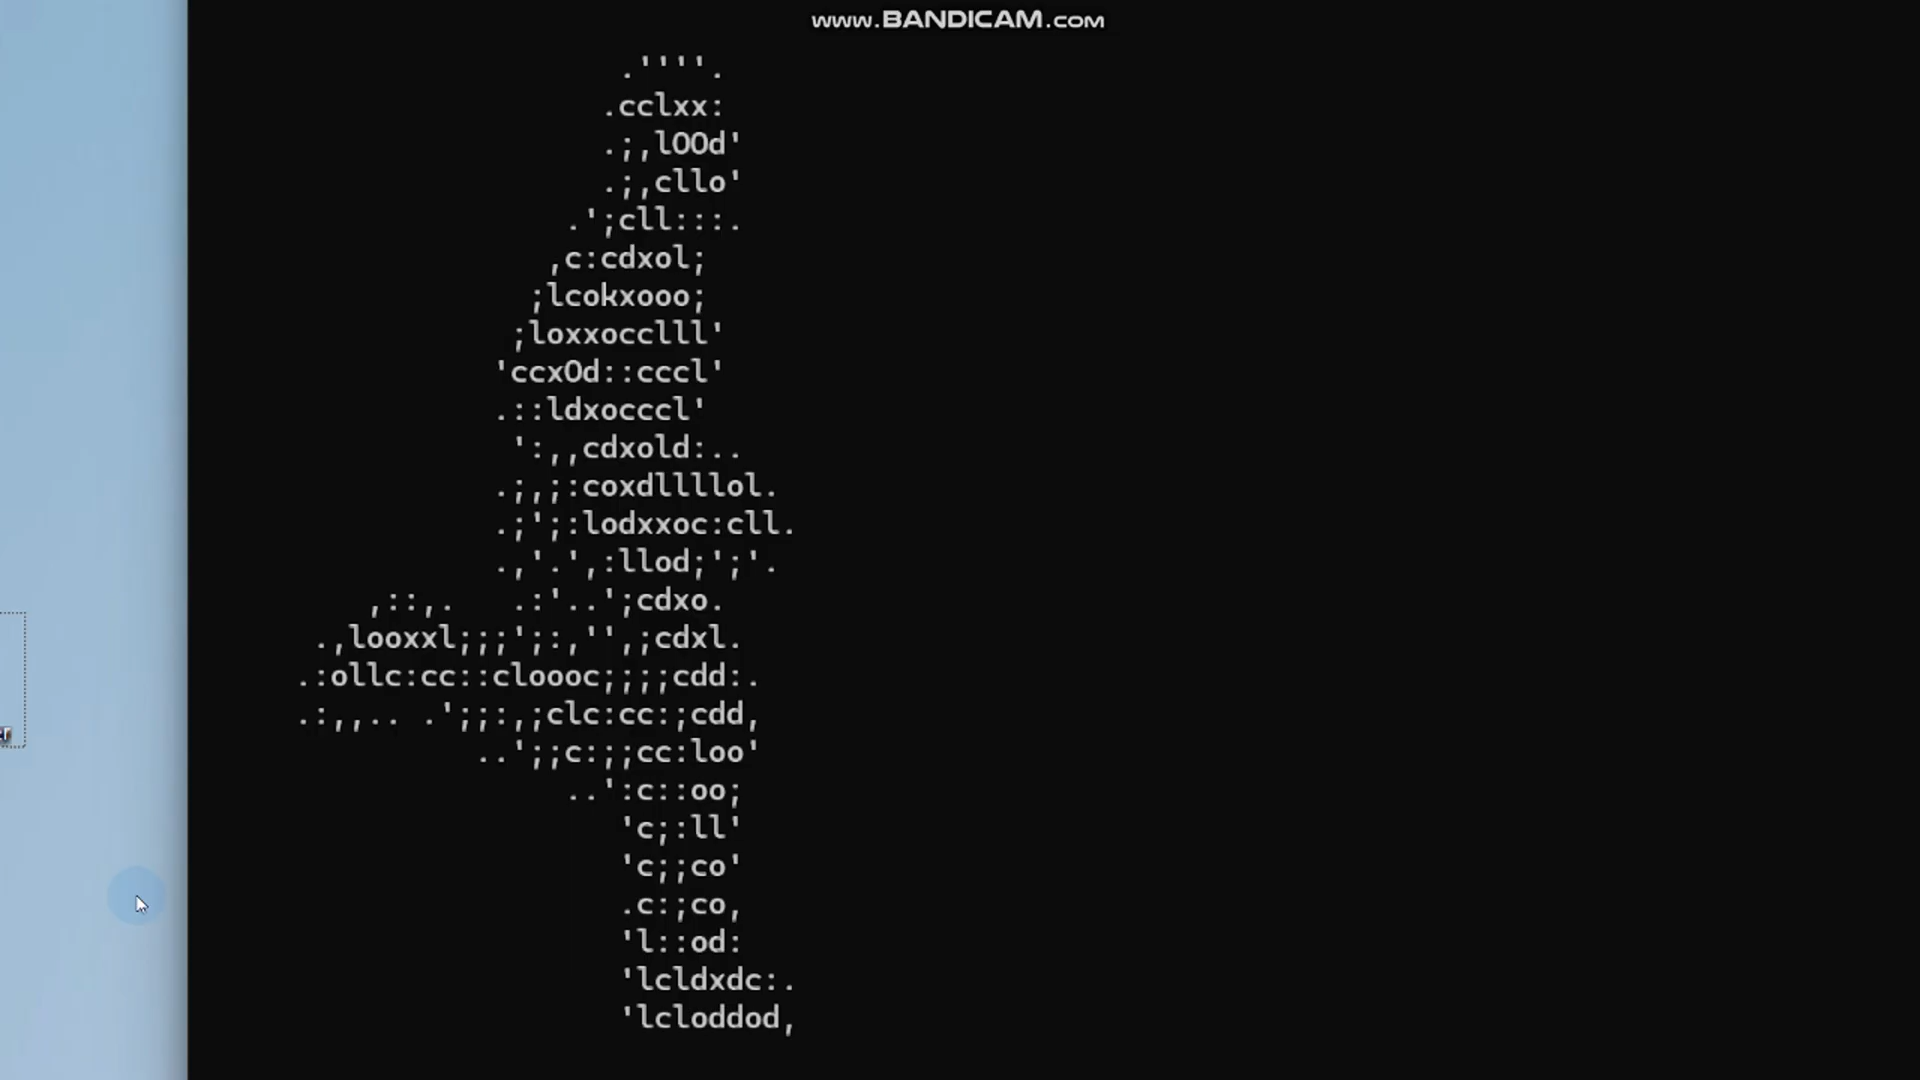 www.BANDICAM.com
.''''.
.cclxx:
.;,lOOd'
.;,cllo'
.';cll:::.
,c:cdxol;
;lcokxooo;
;loxxocclll'
'ccxOd::cccl'
.::ldxocccl'
':,,cdxold:..
.;,;:coxdllllol.
.;';:lodxxoc:cll.
.,'.',:llod;';'.
,::,.   .:'..';cdxo.
.,looxxl;;;';:,'',;cdxl.
.:ollc:cc::cloooc;;;;cdd:.
.:,,.. .';;:,;clc:cc:;cdd,
..';;c:;;cc:loo'
..':c::oo;
'c;:ll'
'c;;co'
.c:;co,
'l::od:
'lcldxdc:.
'lcloddod,